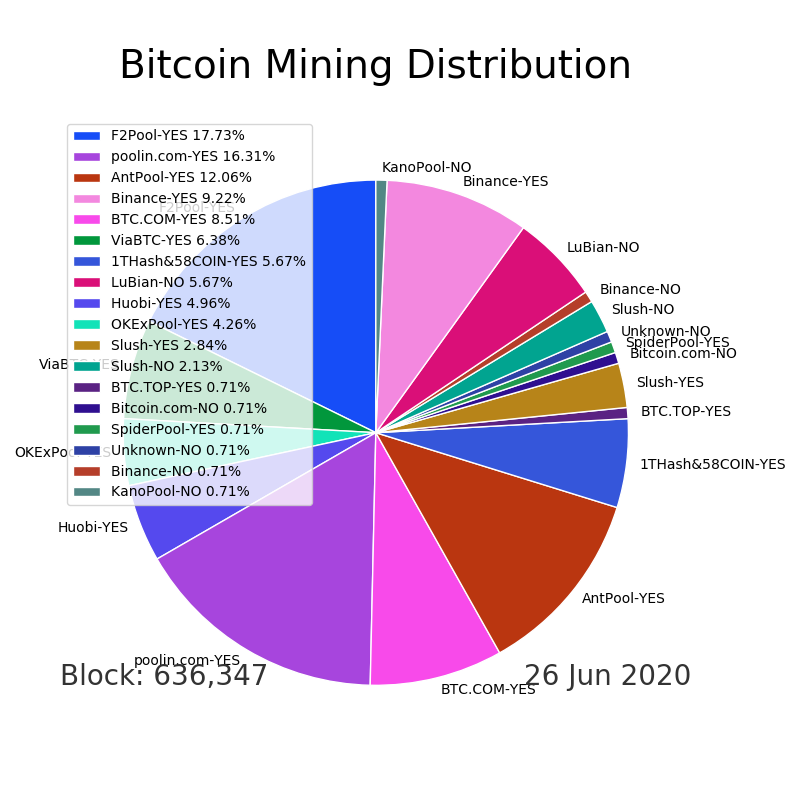 Bitcoin Mining Distribution
F2Pool-YES 17.73%
poolin.com-YES 16.31%
AntPool-YES 12.06%
Binance-YES 9.22%
BTC.COM-YES 8.51%
ViaBTC-YES 6.38%
1THash&58COIN-YES 5.67%
LuBian-NO 5.67%
Huobi-YES 4.96%
OKExPool-YES 4.26%
Slush-YES 2.84%
Slush-NO 2.13%
BTC.TOP-YES 0.71%
Bitcoin.com-NO 0.71%
SpiderPool-YES 0.71%
Unknown-NO 0.71%
Binance-NO 0.71%
KanoPool-NO 0.71%
KanoPool-NO
Binance-YES
LuBian-NO
Binance-NO
Slush-NO
Unknown-NO
SpiderPool-YES
Bitcoin.com-NO
Slush-YES
BTC.TOP-YES
1THash&58COIN-YES
AntPool-YES
BTC.COM-YES
poolin.com-YES
Huobi-YES
OKExPool-YES
ViaBTC-YES
F2Pool-YES
Block: 636,347
26 Jun 2020